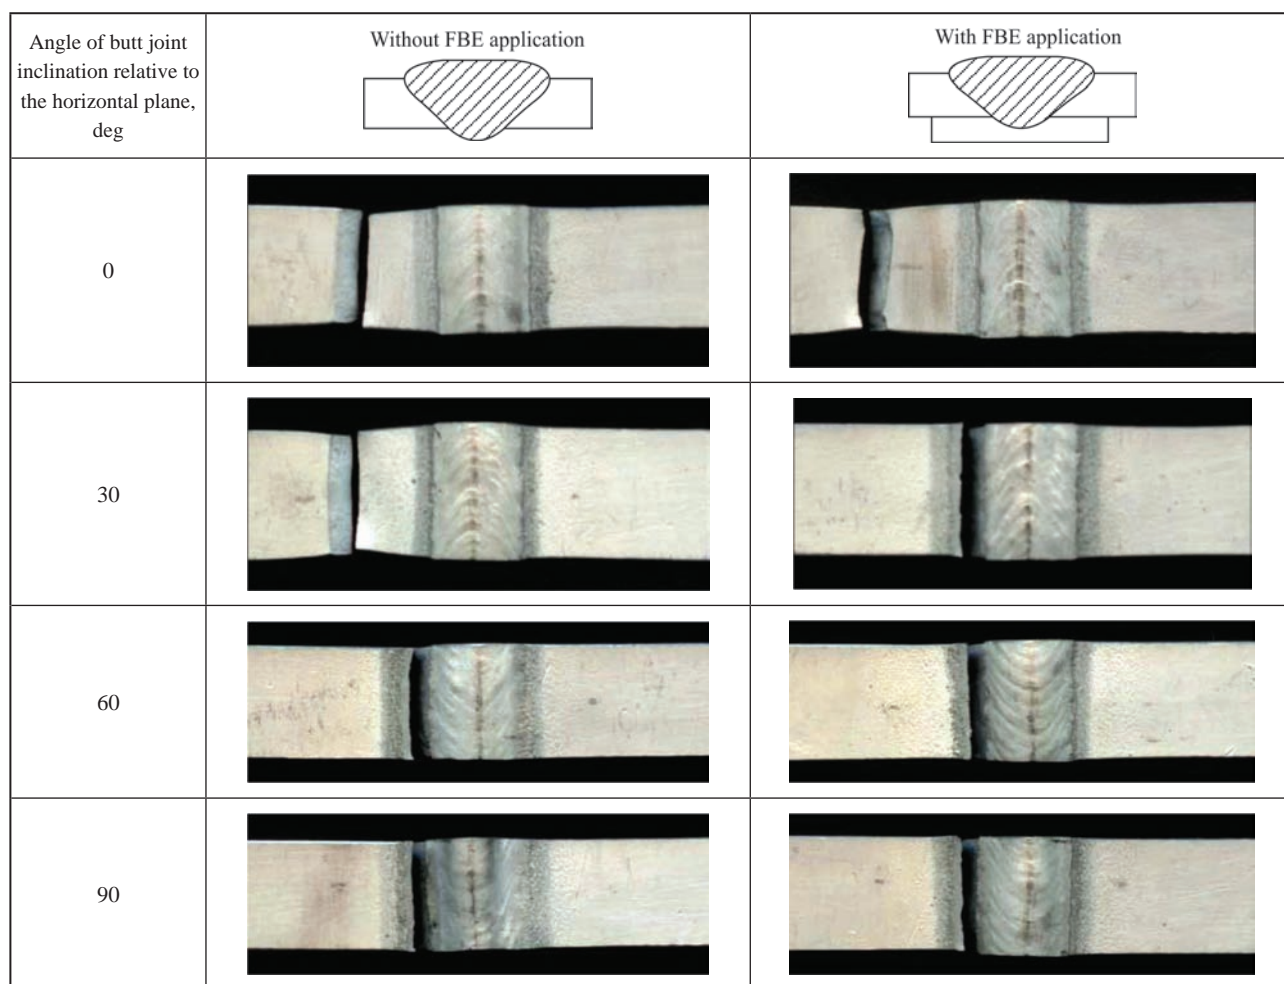 Angle of butt joint
inclination relative to
the horizontal plane,
deg
Without FBE application
With FBE application
0
30
60
90